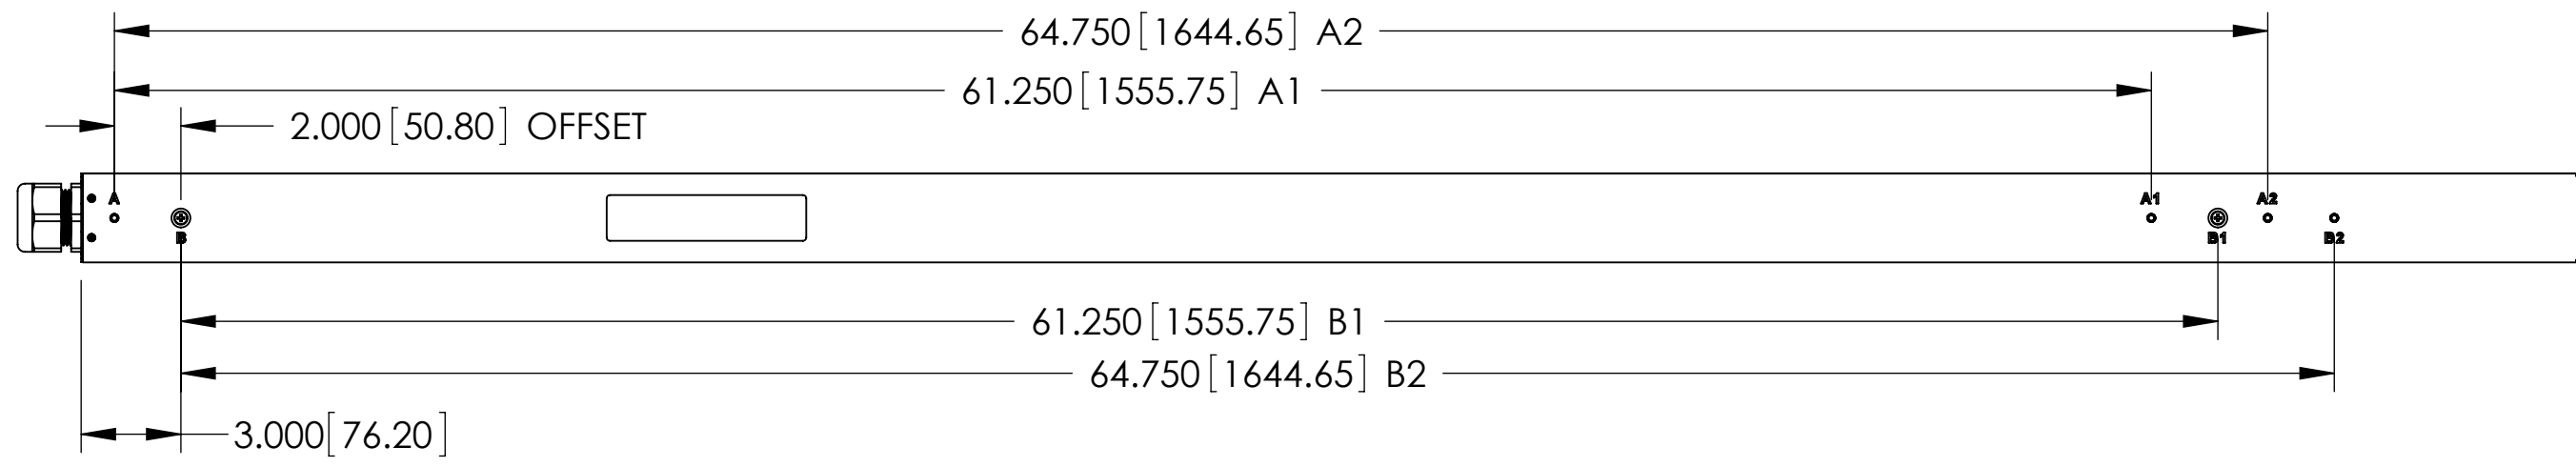 64.750[1644.65] A2
61.250[1555.75] A1
2.000[50.80] OFFSET
A
A1
A2
B
B1
B2
61.250[1555.75] B1
64.750[1644.65] B2
3.000[76.20]